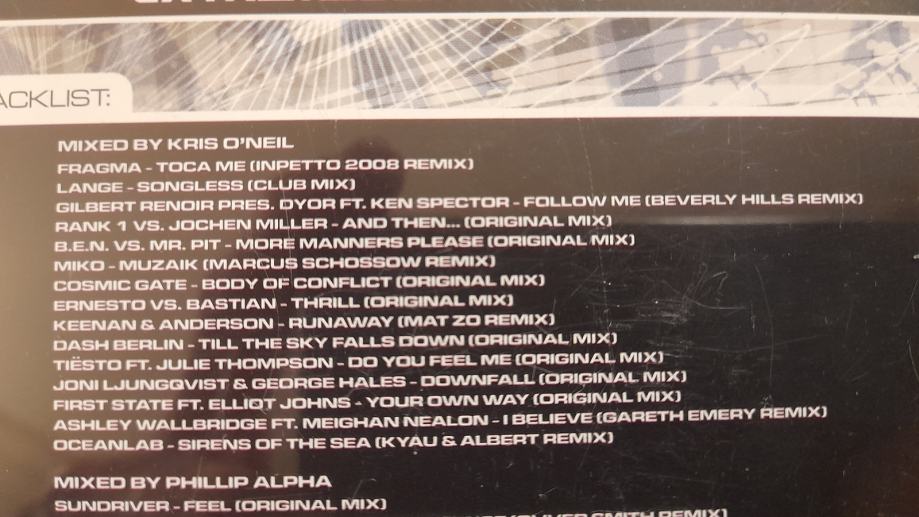 ACKLIST:
MIXED BY KRIS O'NEIL
FRAGMA - TOCA ME (INPETTO 2008 REMIX)
LANGE - SONGLESS (CLUB MIX)
GILBERT RENOIR PRES. DYOR FT. KEN SPECTOR - FOLLOW ME (BEVERLY HILLS REMIX)
RANK 1 VS. JOCHEN MILLER - AND THEN... (ORIGINAL MIX)
B.E.N. VS. MR. PIT - MORE MANNERS PLEASE (ORIGINAL MIX)
MIKO - MUZAIK (MARCUS SCHOSSOW REMIX)
COSMIC GATE - BODY OF CONFLICT (ORIGINAL MIX)
ERNESTO VS. BASTIAN - THRILL (ORIGINAL MIX)
KEENAN & ANDERSON - RUNAWAY (MAT ZO REMIX)
DASH BERLIN - TILL THE SKY FALLS DOWN (ORIGINAL MIX)
TIËSTO FT. JULIE THOMPSON - DO YOU FEEL ME (ORIGINAL MIX)
JONI LJUNGQVIST & GEORGE HALES - DOWNFALL (ORIGINAL MIX)
FIRST STATE FT. ELLIOT JOHNS - YOUR OWN WAY (ORIGINAL MIX)
ASHLEY WALLBRIDGE FT. MEIGHAN NEALON - I BELIEVE (GARETH EMERY REMIX)
OCEANLAB - SIRENS OF THE SEA (KYAU & ALBERT REMIX)
MIXED BY PHILLIP ALPHA
SUNDRIVER - FEEL (ORIGINAL MIX)
(OLIVER SMITH REMIX)